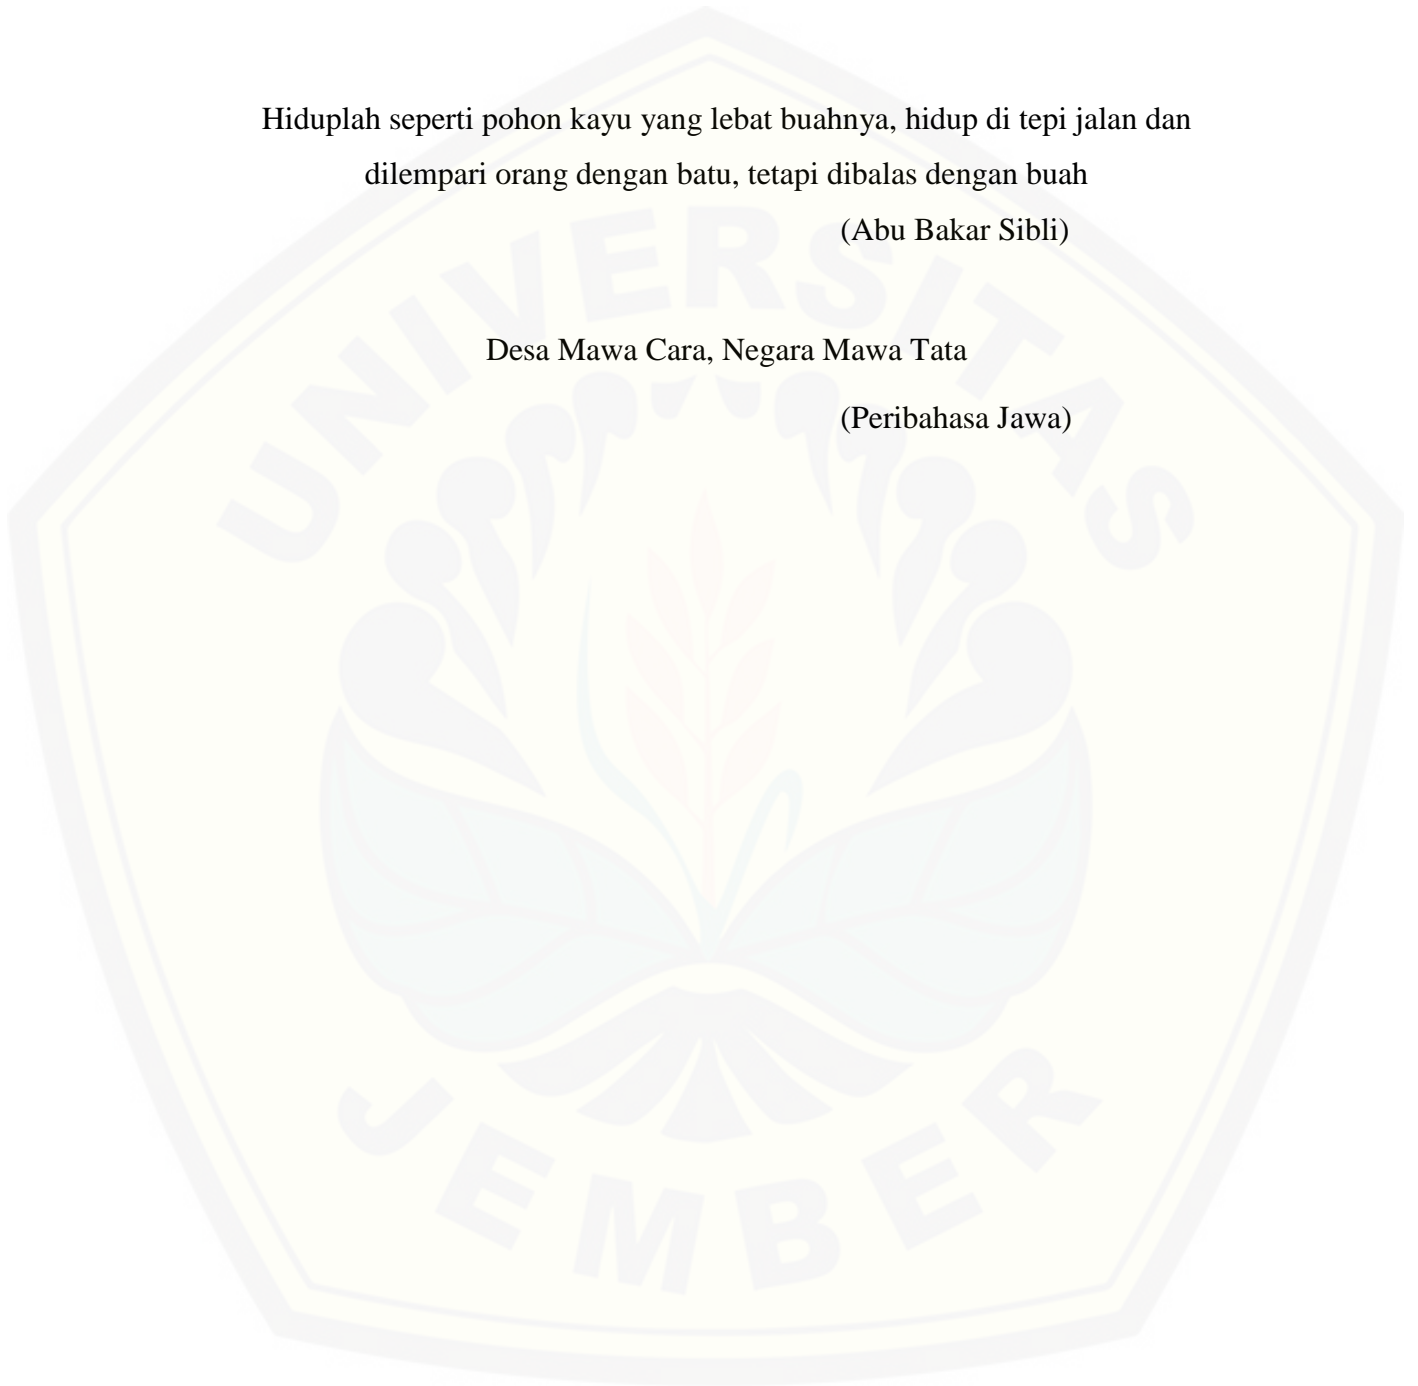 Hiduplah seperti pohon kayu yang lebat buahnya, hidup di tepi jalan dan
dilempari orang dengan batu, tetapi dibalas dengan buah
(Abu Bakar Sibli)
Desa Mawa Cara, Negara Mawa Tata
(Peribahasa Jawa)
UNIVERSITAS
JEMBER